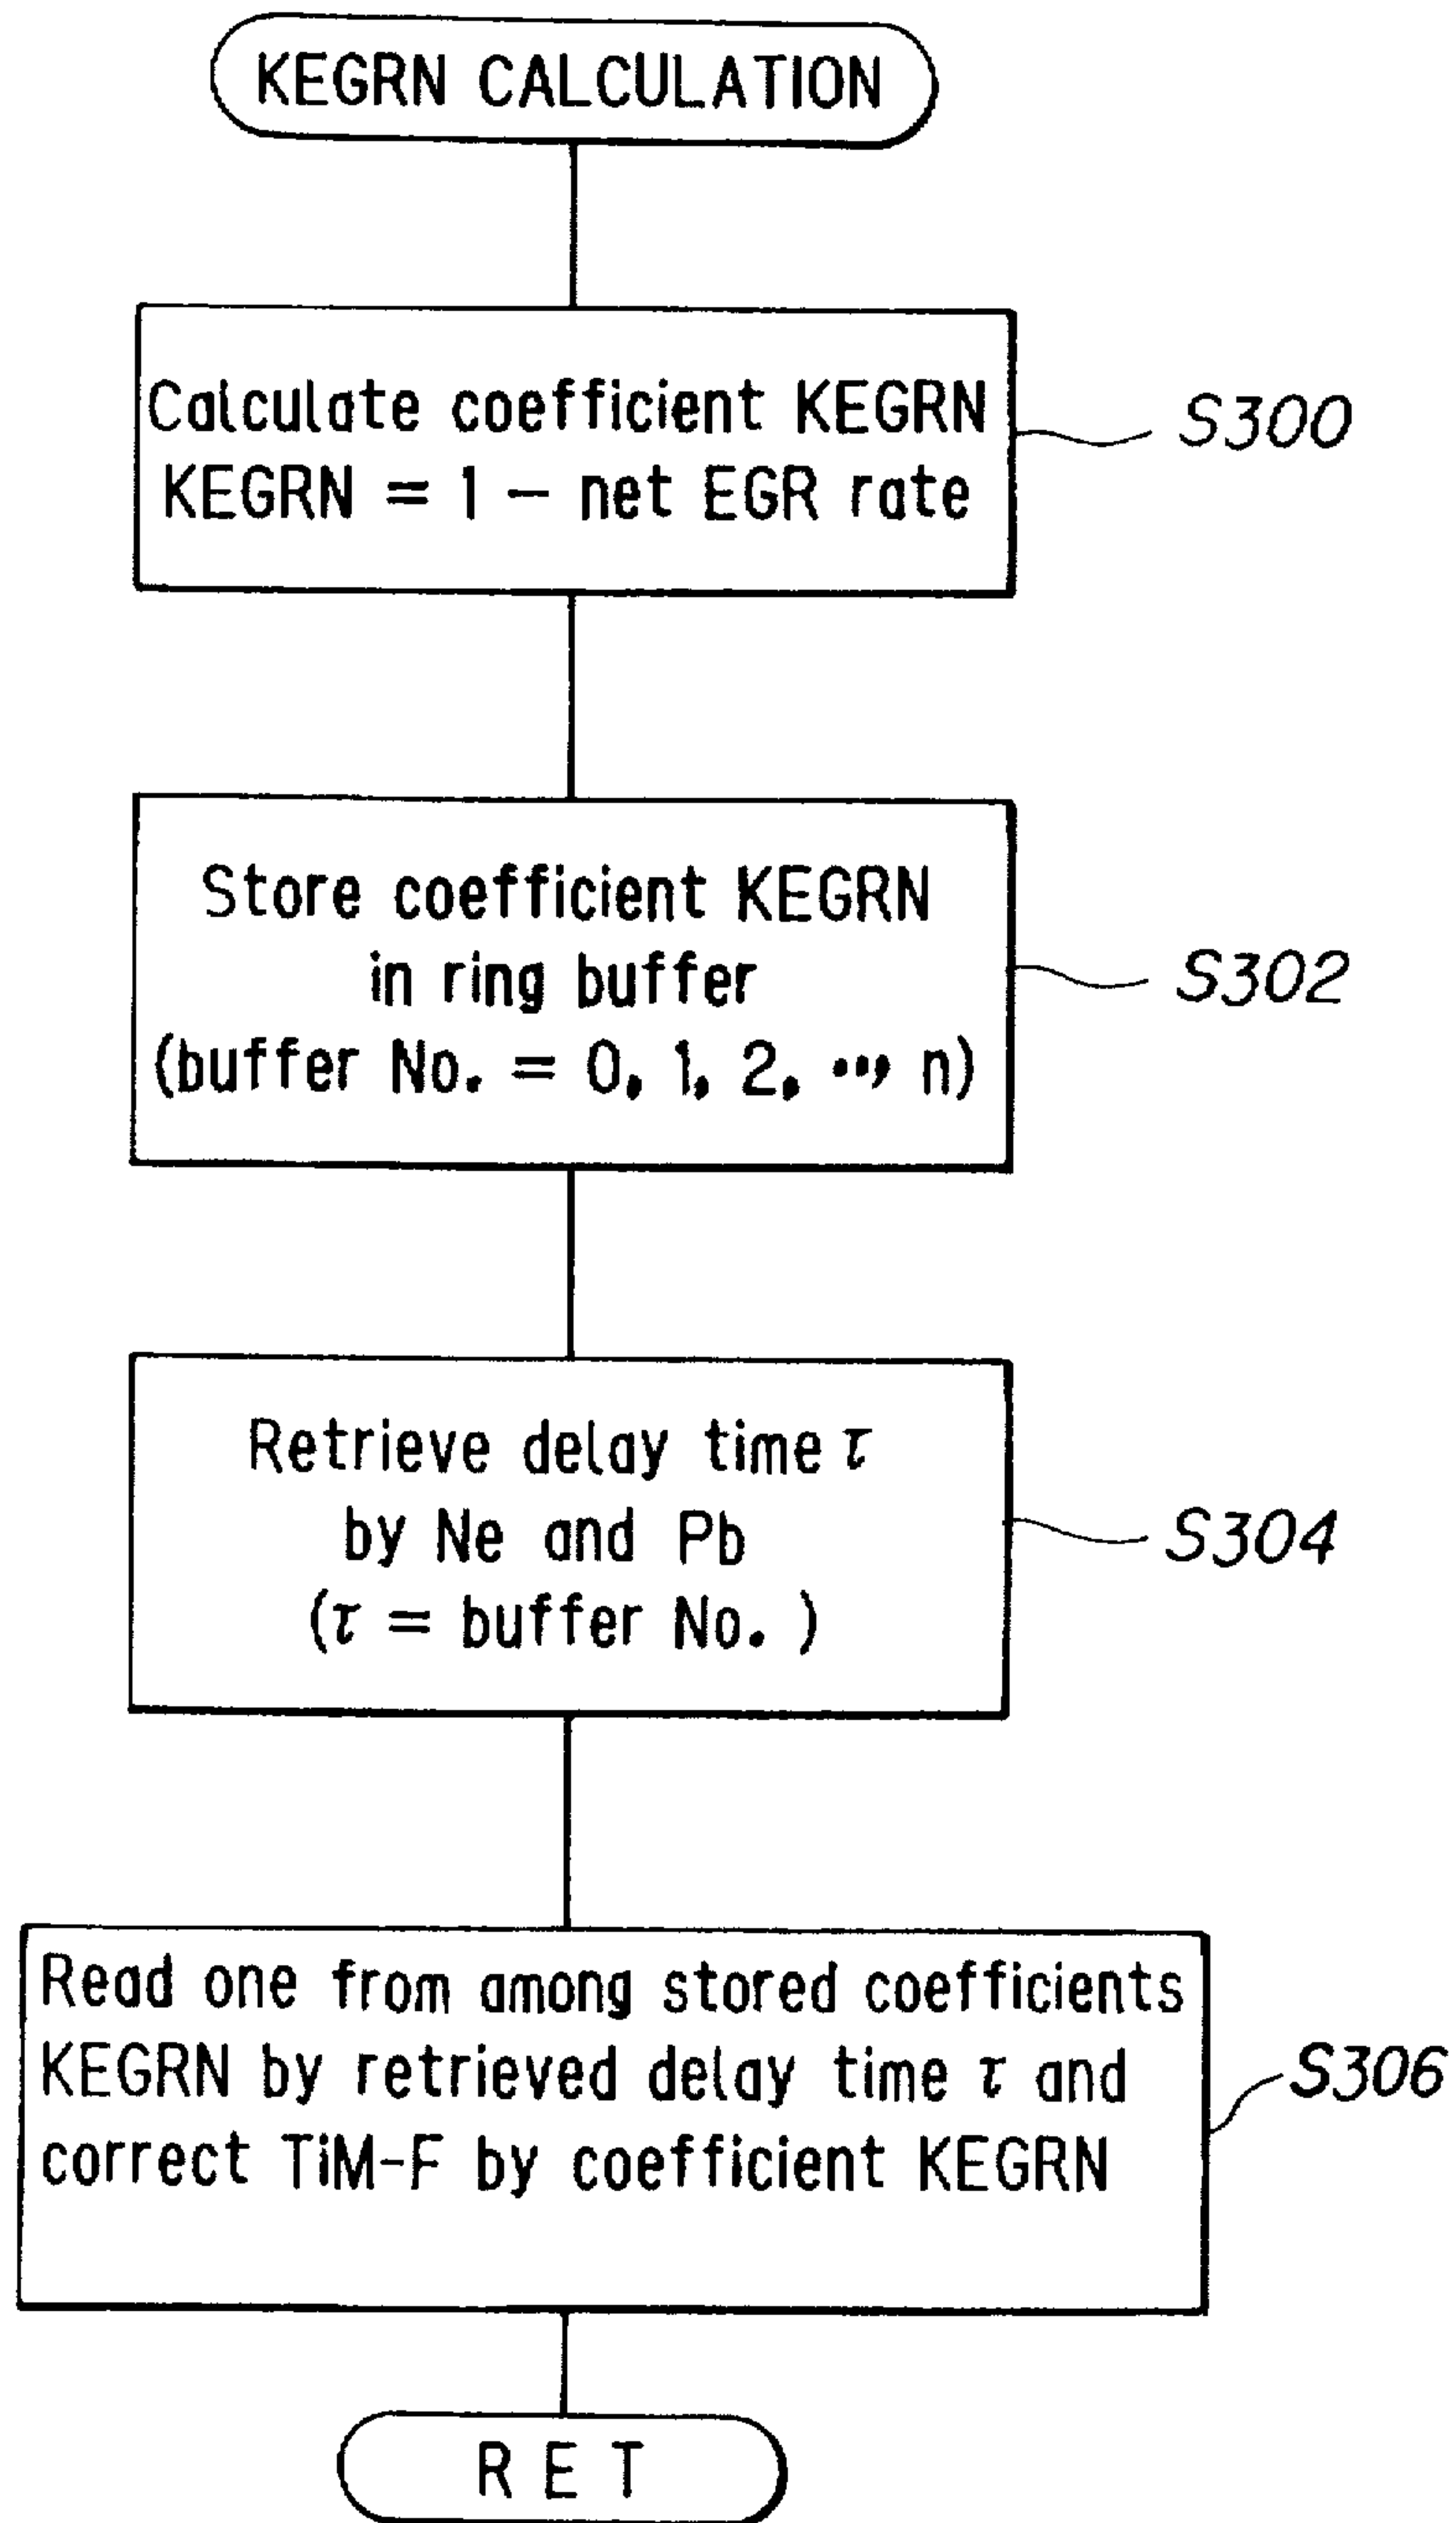 KEGRN CALCULATION
Calculate coefficient KEGRN
KEGRN = 1 – net EGR rate
S300
Store coefficient KEGRN
in ring buffer
(buffer No. = 0, 1, 2, ..., n)
S302
Retrieve delay time τ
by Ne and Pb
(τ = buffer No. )
S304
Read one from among stored coefficients
KEGRN by retrieved delay time τ and
correct TiM-F by coefficient KEGRN
S306
R E T